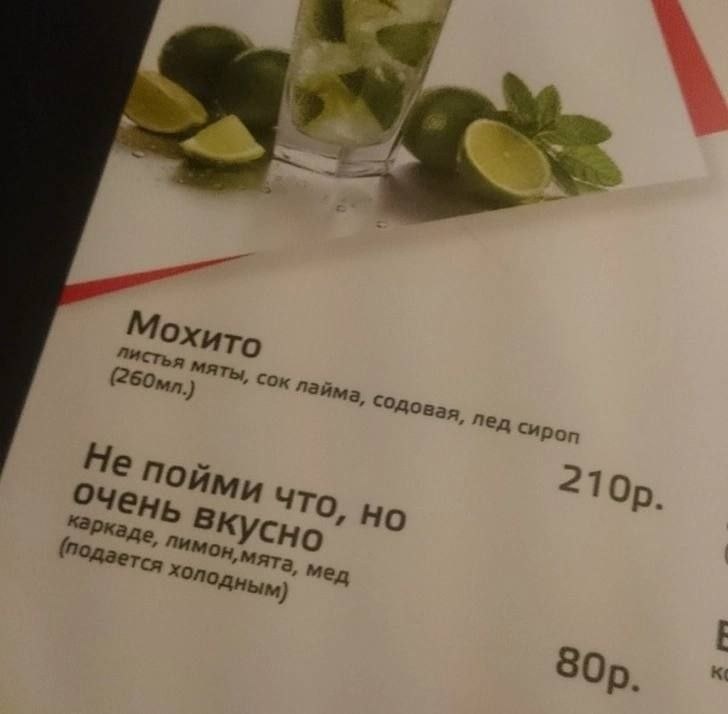 Мохито
листья мяты, сок лайма, содовая, лед сироп
(260мл.)
210р.
Не пойми что, но
очень вкусно
каркаде, лимон,мята, мед
(подается холодным)
80р.